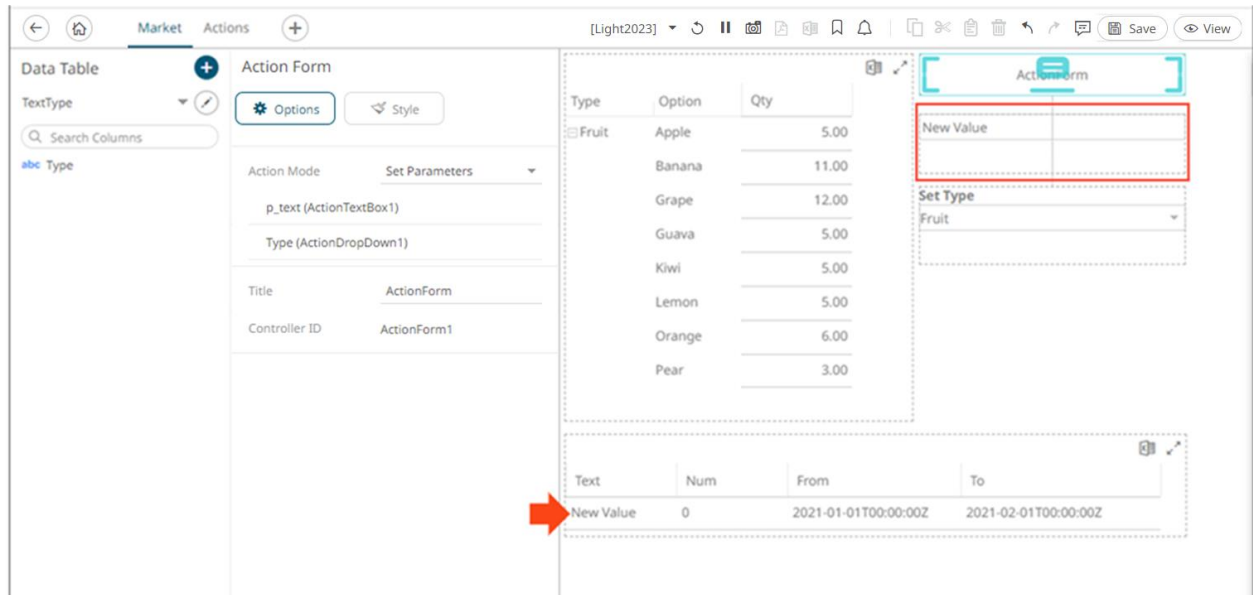 Market Actions [Light2023] Save View
Data Table
TextType
Search Columns
abc Type
Action Form
Options Style
Action Mode Set Parameters
p_text (ActionTextBox1)
Type (ActionDropDown1)
Title ActionForm
Controller ID ActionForm1
Type Option Qty
Fruit Apple 5.00
Banana 11.00
Grape 12.00
Guava 5.00
Kiwi 5.00
Lemon 5.00
Orange 6.00
Pear 3.00
ActionForm
New Value
Set Type
Fruit
Text Num From To
New Value 0 2021-01-01T00:00:00Z 2021-02-01T00:00:00Z